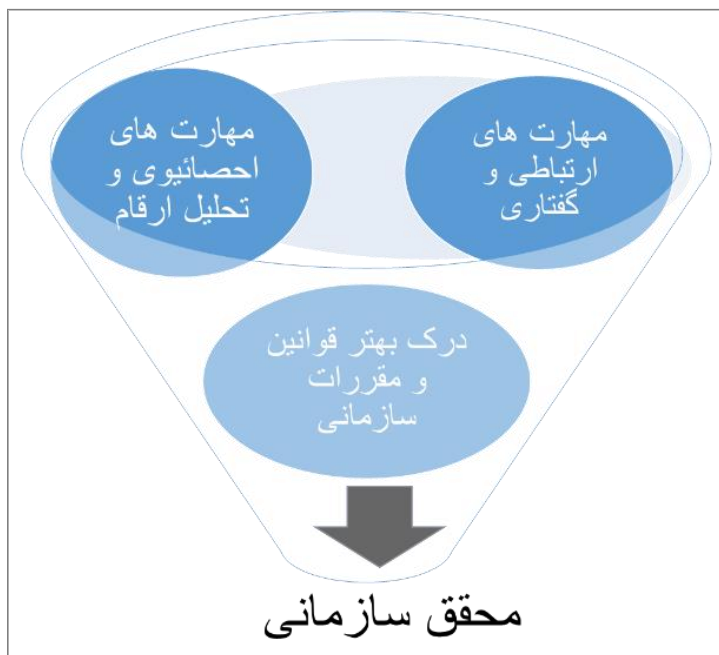 مهارت های
ارتباطی و
گفتاری
مهارت های
احصائیوی و
تحلیل ارقام
درک بهتر قوانین
و مقررات
سازمانی
محقق سازمانی